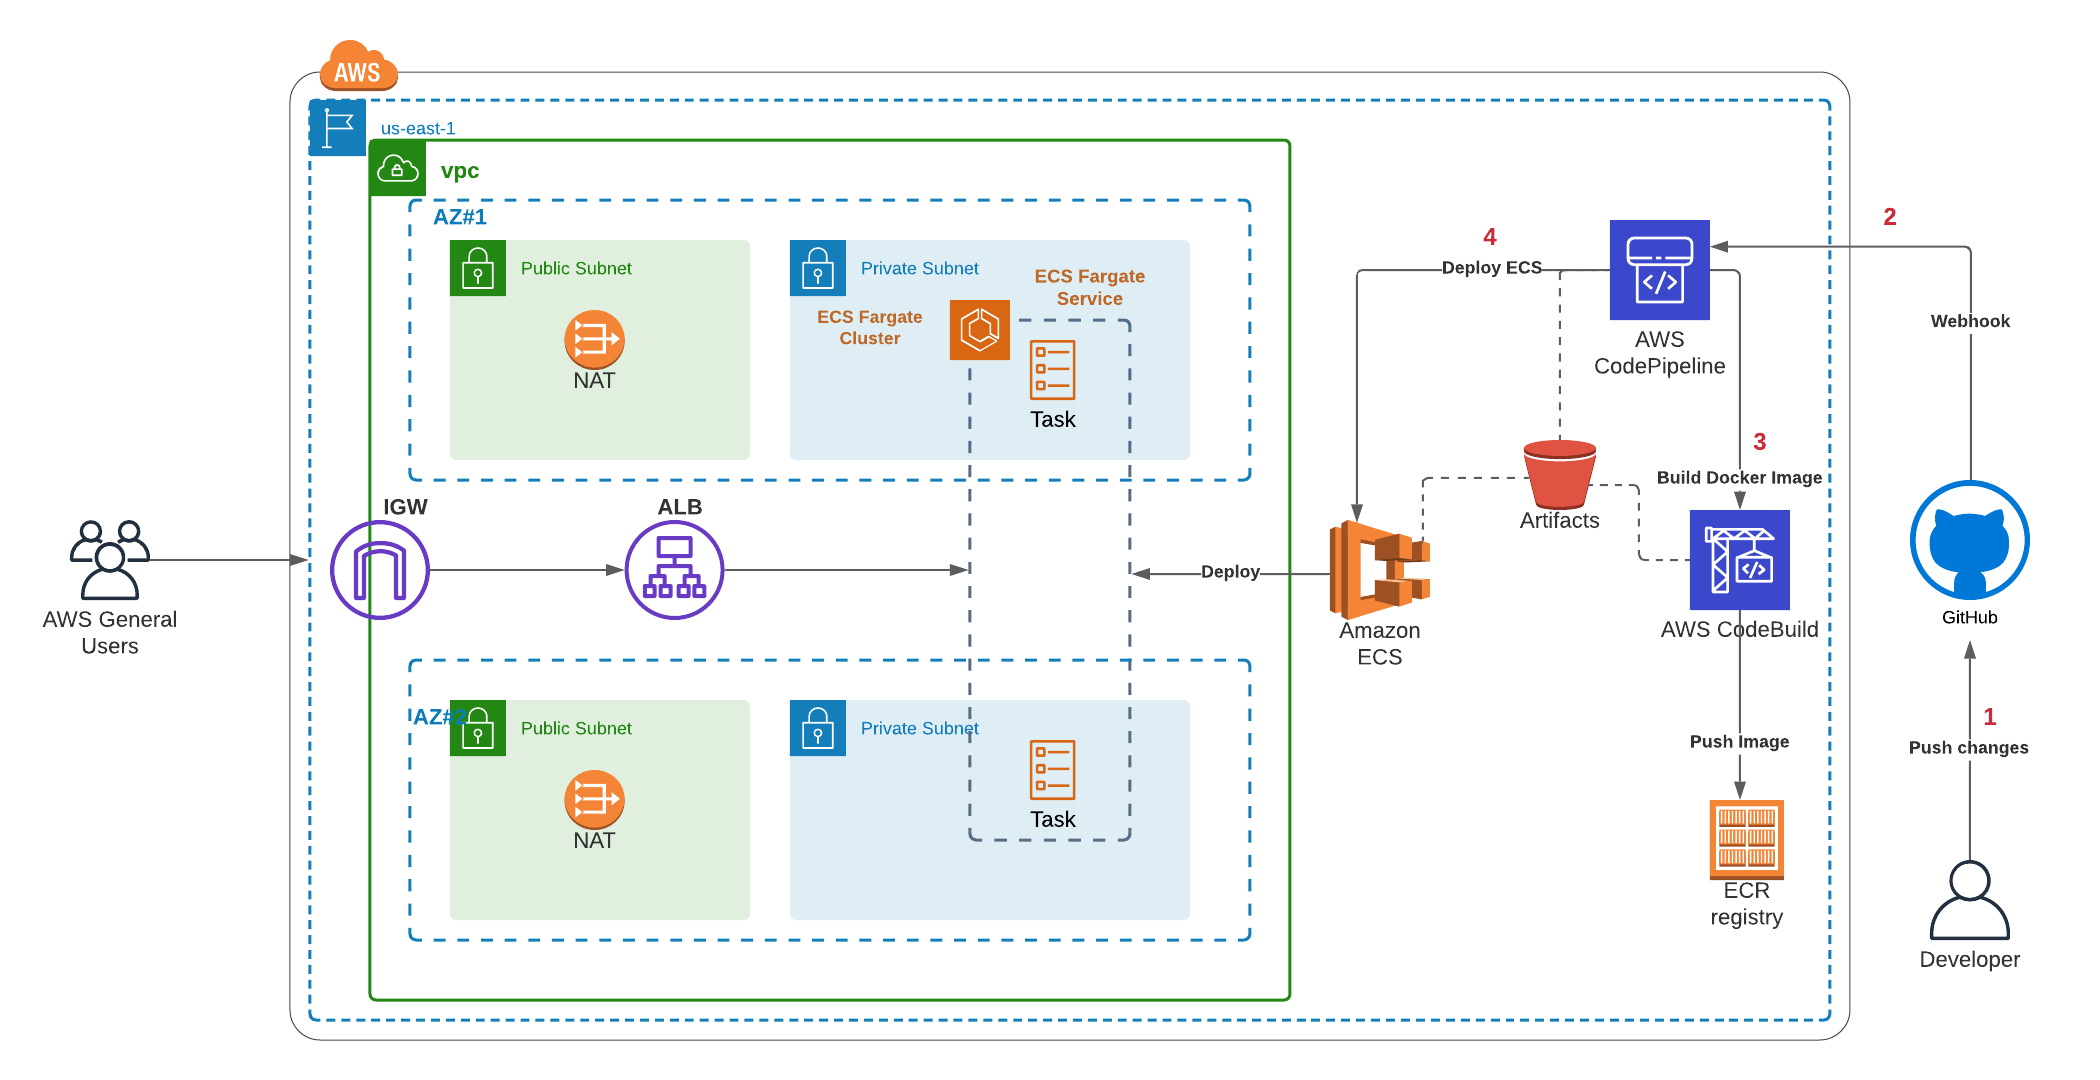 AWS
us-east-1
vpc
AZ#1
Public Subnet
NAT
Private Subnet
ECS Fargate
Cluster
ECS Fargate
Service
Task
IGW
ALB
AWS General
Users
AZ#2
Public Subnet
NAT
Private Subnet
Task
Deploy
Amazon
ECS
4
Deploy ECS
AWS
CodePipeline
Artifacts
3
Build Docker Image
AWS CodeBuild
Push Image
ECR
registry
2
Webhook
GitHub
1
Push changes
Developer